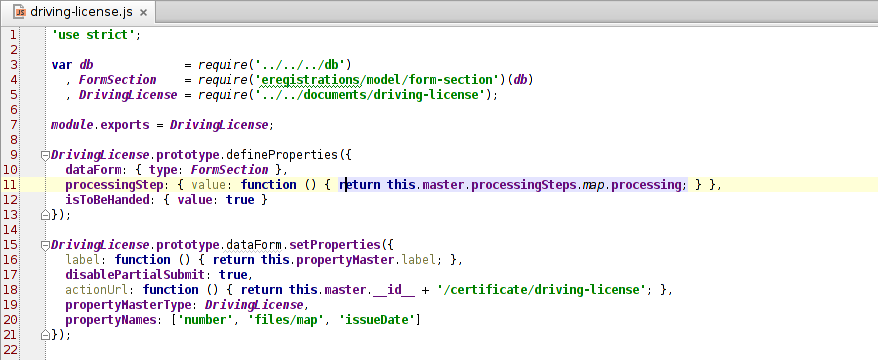 driving-license.js
1 'use strict';
2
3 var db = require('../../../db')
4 , FormSection = require('eregistrations/model/form-section')(db)
5 , DrivingLicense = require('../../documents/driving-license');
6
7 module.exports = DrivingLicense;
8
9 DrivingLicense.prototype.defineProperties({
10 dataForm: { type: FormSection },
11 processingStep: { value: function () { return this.master.processingSteps.map.processing; } },
12 isToBeHanded: { value: true }
13 });
14
15 DrivingLicense.prototype.dataForm.setProperties({
16 label: function () { return this.propertyMaster.label; },
17 disablePartialSubmit: true,
18 actionUrl: function () { return this.master.__id__ + '/certificate/driving-license'; },
19 propertyMasterType: DrivingLicense,
20 propertyNames: ['number', 'files/map', 'issueDate']
21 });
22